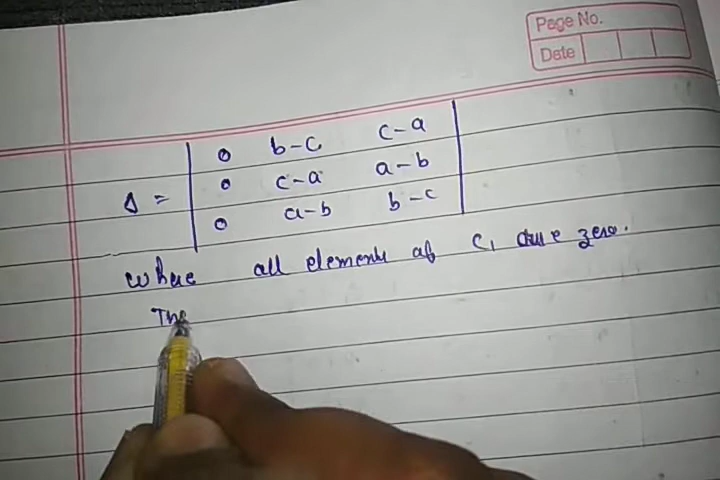 Page No.
Date
0 b-c c-a
Δ = 0 c-a a-b
0 a-b b-c
where all elements of C₁ are zero.
The